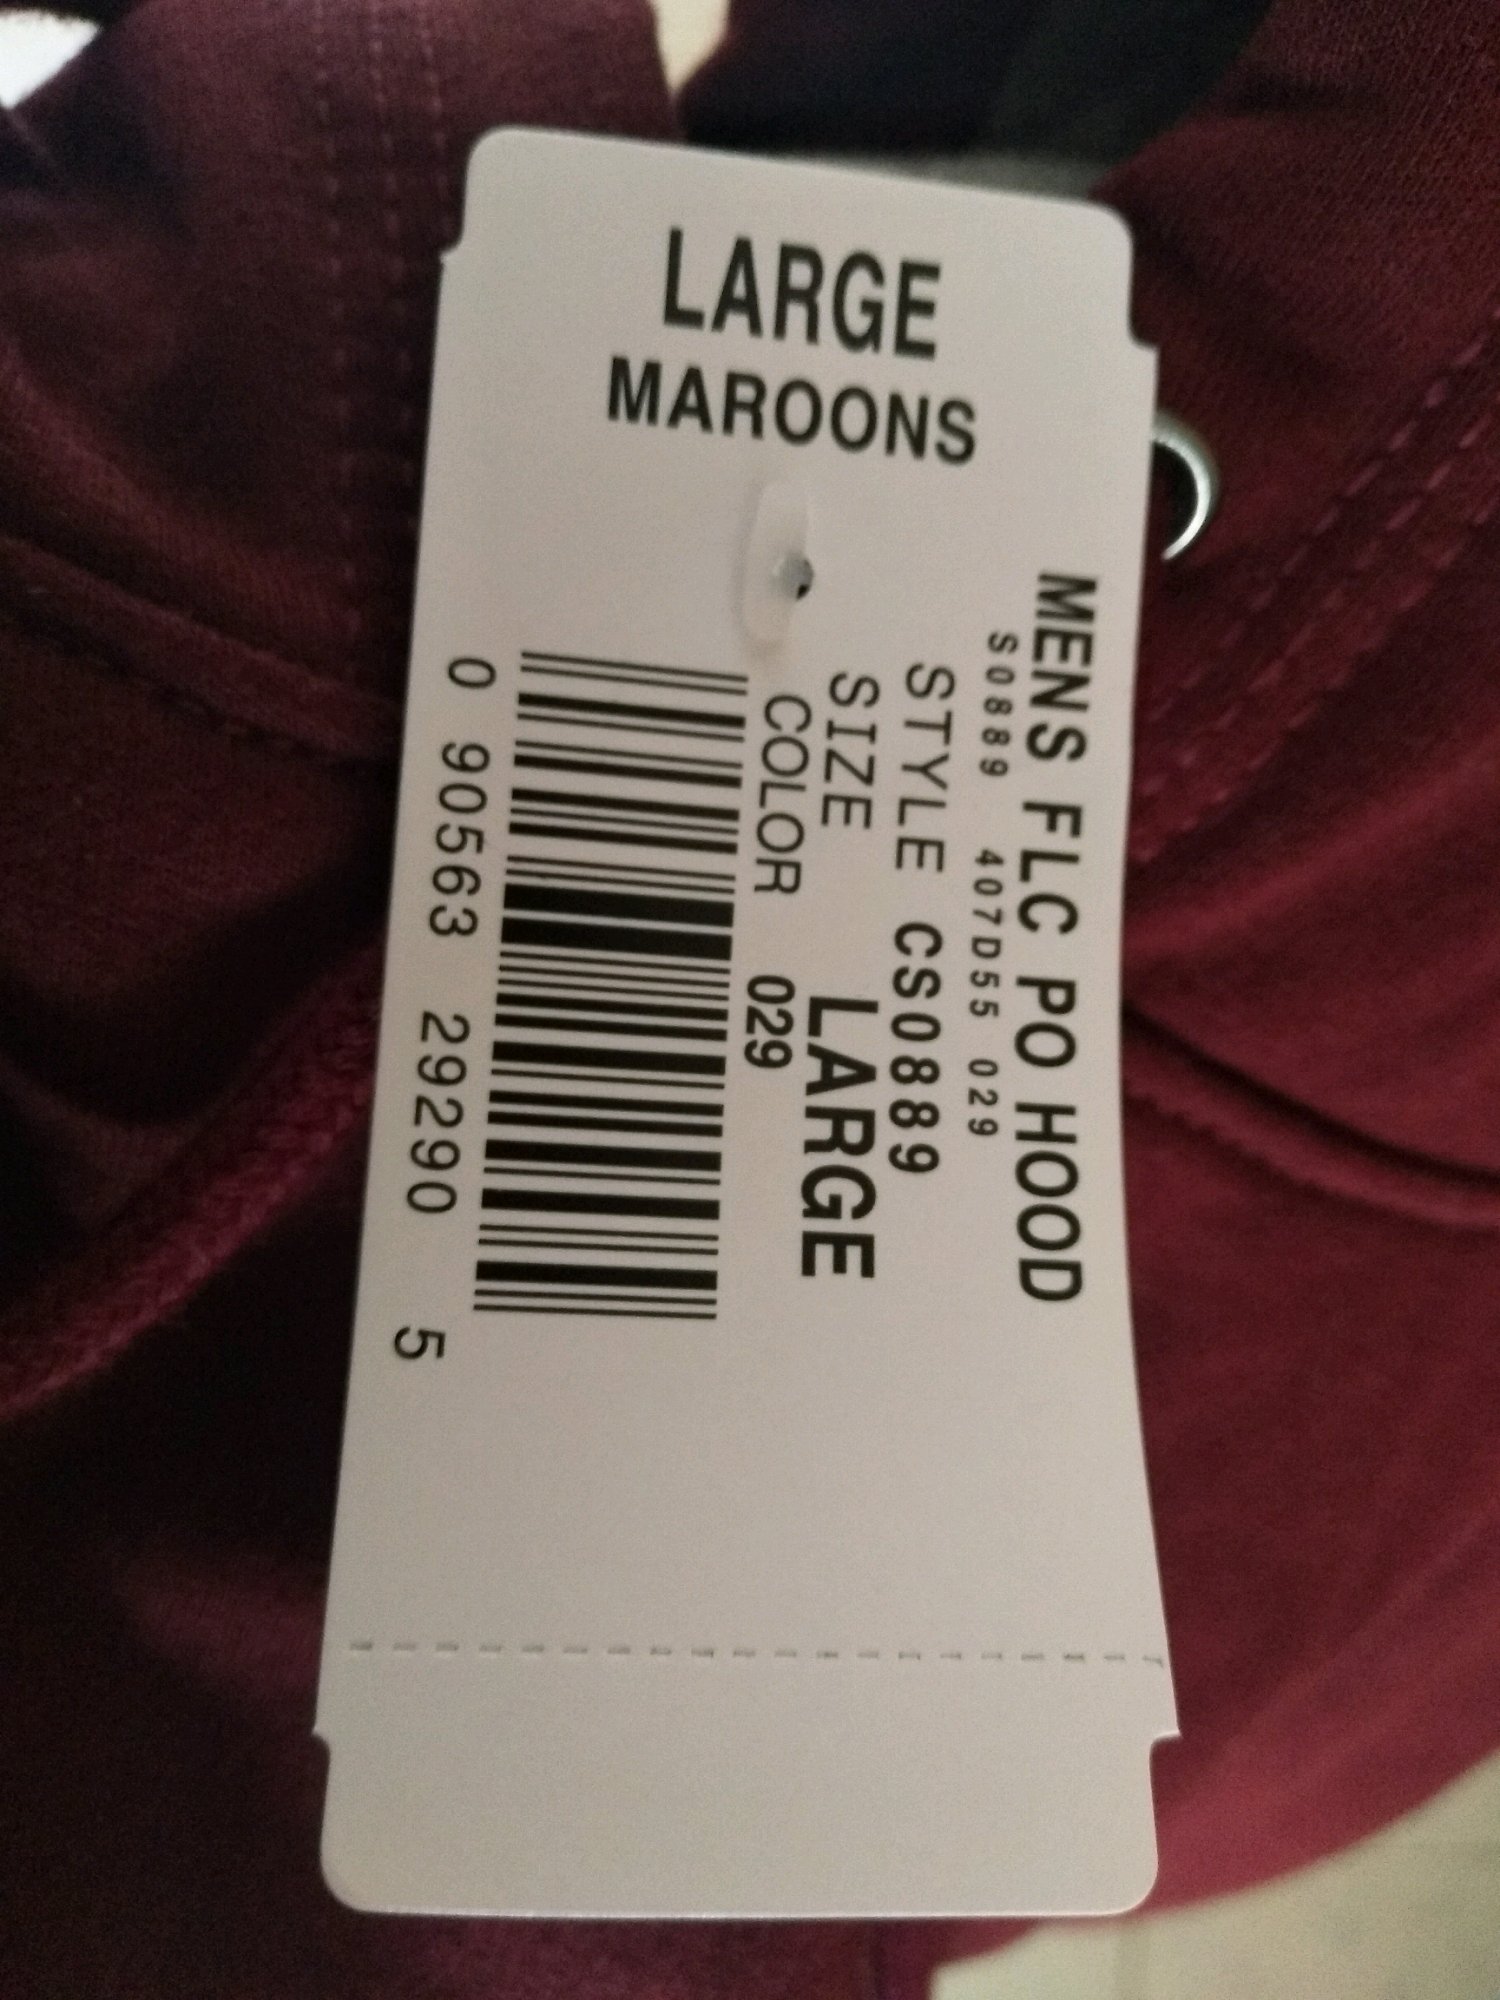 LARGE
MAROONS
MENS FLC PO HOOD
S0889 407D55 029
STYLE CS0889
SIZE LARGE
COLOR 029
0 90563 29290 5